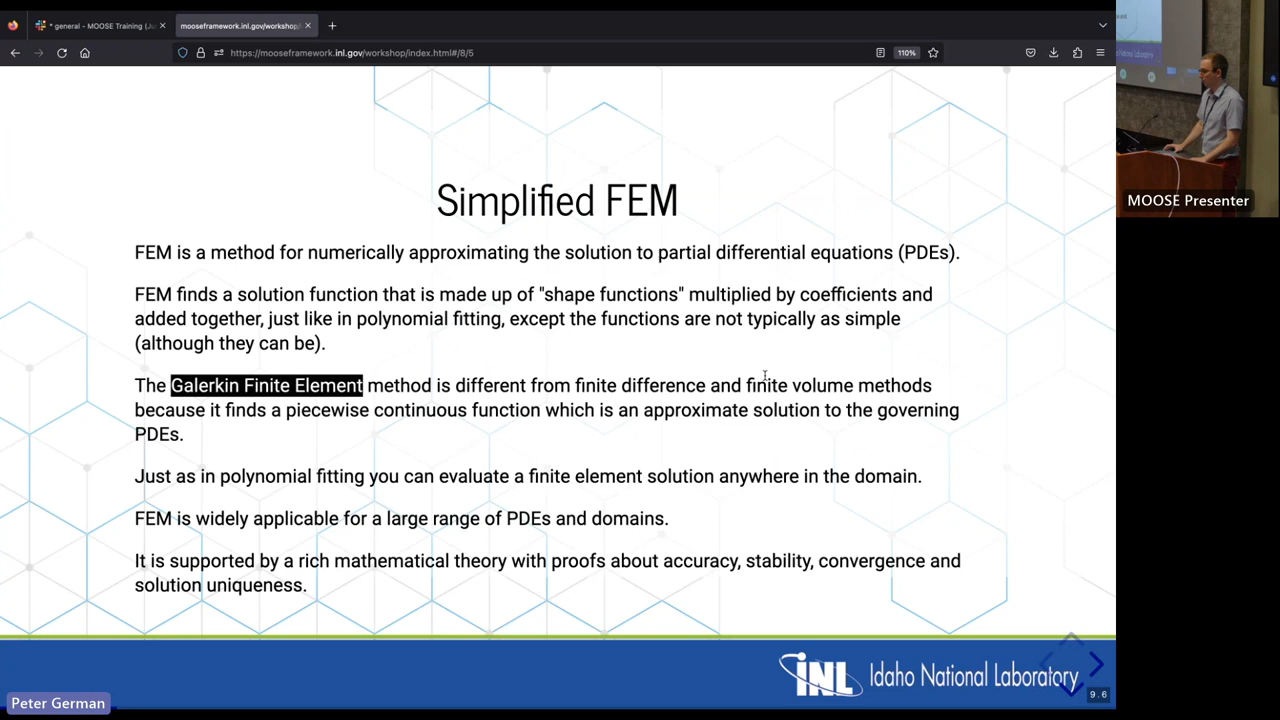 * general - MOOSE Training (Ju
mooseframework.inl.gov/workshop/
https://mooseframework.inl.gov/workshop/index.html#/8/5
110%
Simplified FEM
FEM is a method for numerically approximating the solution to partial differential equations (PDEs).
FEM finds a solution function that is made up of "shape functions" multiplied by coefficients and
added together, just like in polynomial fitting, except the functions are not typically as simple
(although they can be).
The Galerkin Finite Element method is different from finite difference and finite volume methods
because it finds a piecewise continuous function which is an approximate solution to the governing
PDEs.
Just as in polynomial fitting you can evaluate a finite element solution anywhere in the domain.
FEM is widely applicable for a large range of PDEs and domains.
It is supported by a rich mathematical theory with proofs about accuracy, stability, convergence and
solution uniqueness.
INL Idaho National Laboratory
9.6
Peter German
MOOSE Presenter